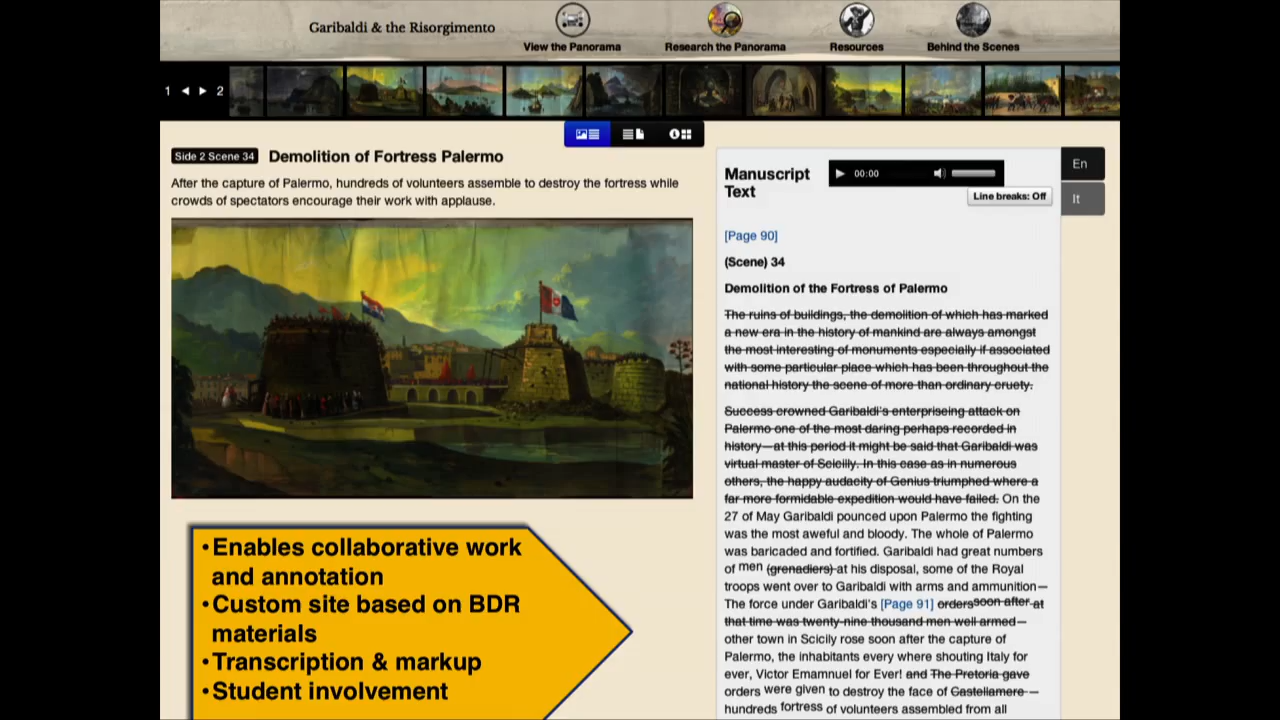 Garibaldi & the Risorgimento
View the Panorama
Research the Panorama
Resources
Behind the Scenes
1 ◄ ► 2
Side 2 Scene 34
Demolition of Fortress Palermo
After the capture of Palermo, hundreds of volunteers assemble to destroy the fortress while
crowds of spectators encourage their work with applause.
•Enables collaborative work
and annotation
•Custom site based on BDR
materials
•Transcription & markup
•Student involvement
Manuscript
Text
00:00
Line breaks: Off
En
It
[Page 90]
(Scene) 34
Demolition of the Fortress of Palermo
The ruins of buildings, the demolition of which has marked
a new era in the history of mankind are always amongst
the most interesting of monuments especially if associated
with some particular place which has been throughout the
national history the scene of more than ordinary cruety.
Success crowned Garibaldi's enterpriseing attack on
Palermo one of the most daring perhaps recorded in
history—at this period it might be said that Garibaldi was
virtual master of Scicilly. In this case as in numerous
others, the happy audacity of Genius triumphed where a
far more formidable expedition would have failed. On the
27 of May Garibaldi pounced upon Palermo the fighting
was the most aweful and bloody. The whole of Palermo
was baricaded and fortified. Garibaldi had great numbers
of men (grenadiers) at his disposal, some of the Royal
troops went over to Garibaldi with arms and ammunition—
The force under Garibaldi's [Page 91] orders soon after at
that time was twenty-nine thousand men well armed—
other town in Scicily rose soon after the capture of
Palermo, the inhabitants every where shouting Italy for
ever, Victor Emamnuel for Ever! and The Pretoria gave
orders were given to destroy the face of Castellamere —
hundreds fortress of volunteers assembled from all